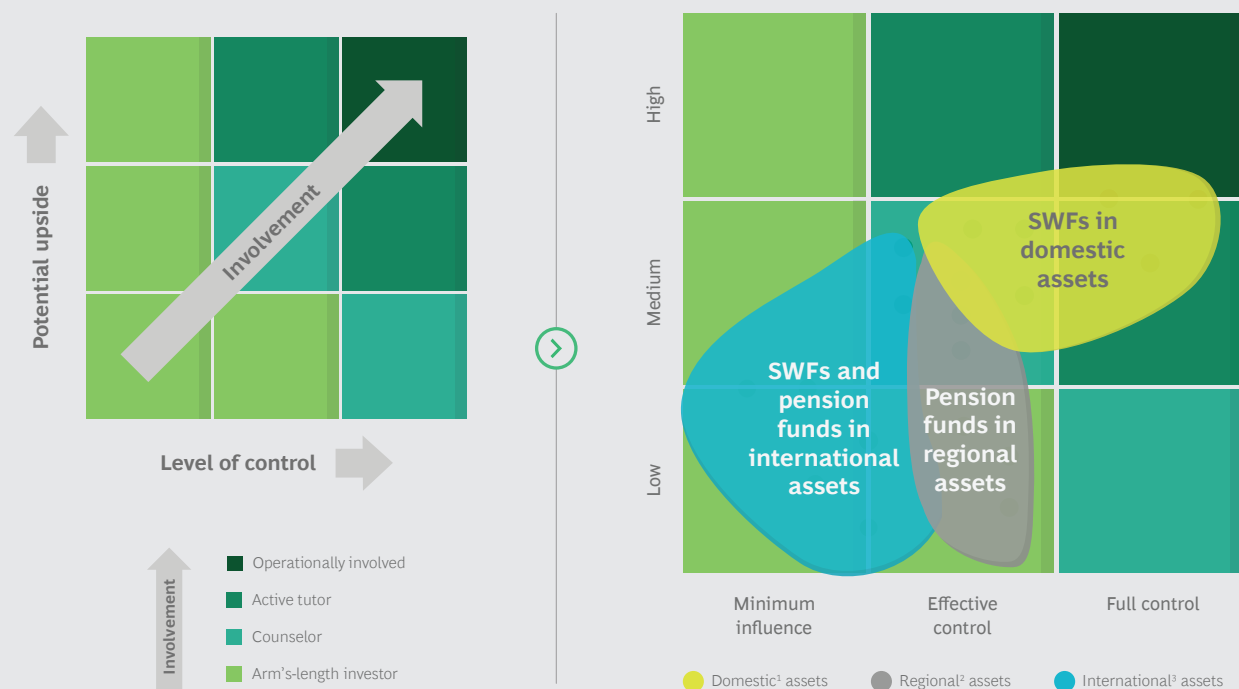 Potential upside
Involvement
Level of control
Involvement
Operationally involved
Active tutor
Counselor
Arm's-length investor
High
Medium
Low
SWFs in
domestic
assets
SWFs and
pension
funds in
international
assets
Pension
funds in
regional
assets
Minimum
influence
Effective
control
Full control
Domestic¹ assets
Regional² assets
International³ assets